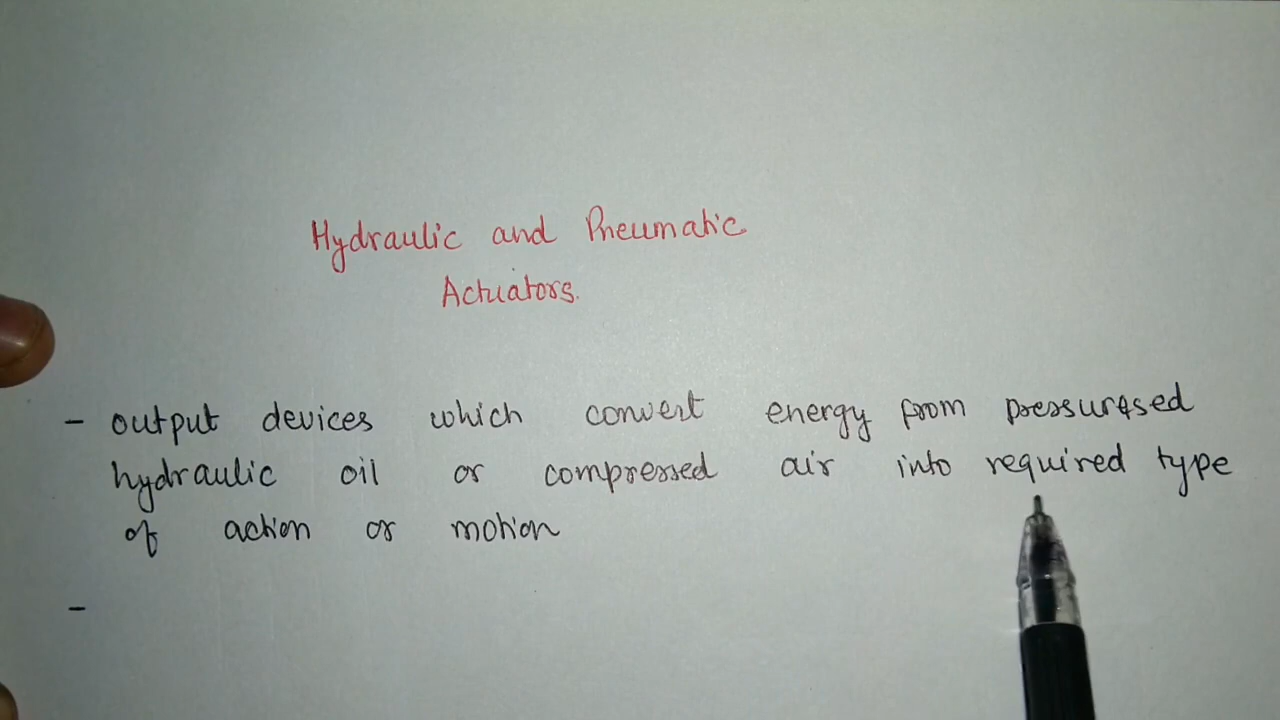 Hydraulic and Pneumatic
Actuators.
- output devices which convert energy from pressurised
hydraulic oil or compressed air into required type
of action or motion
-